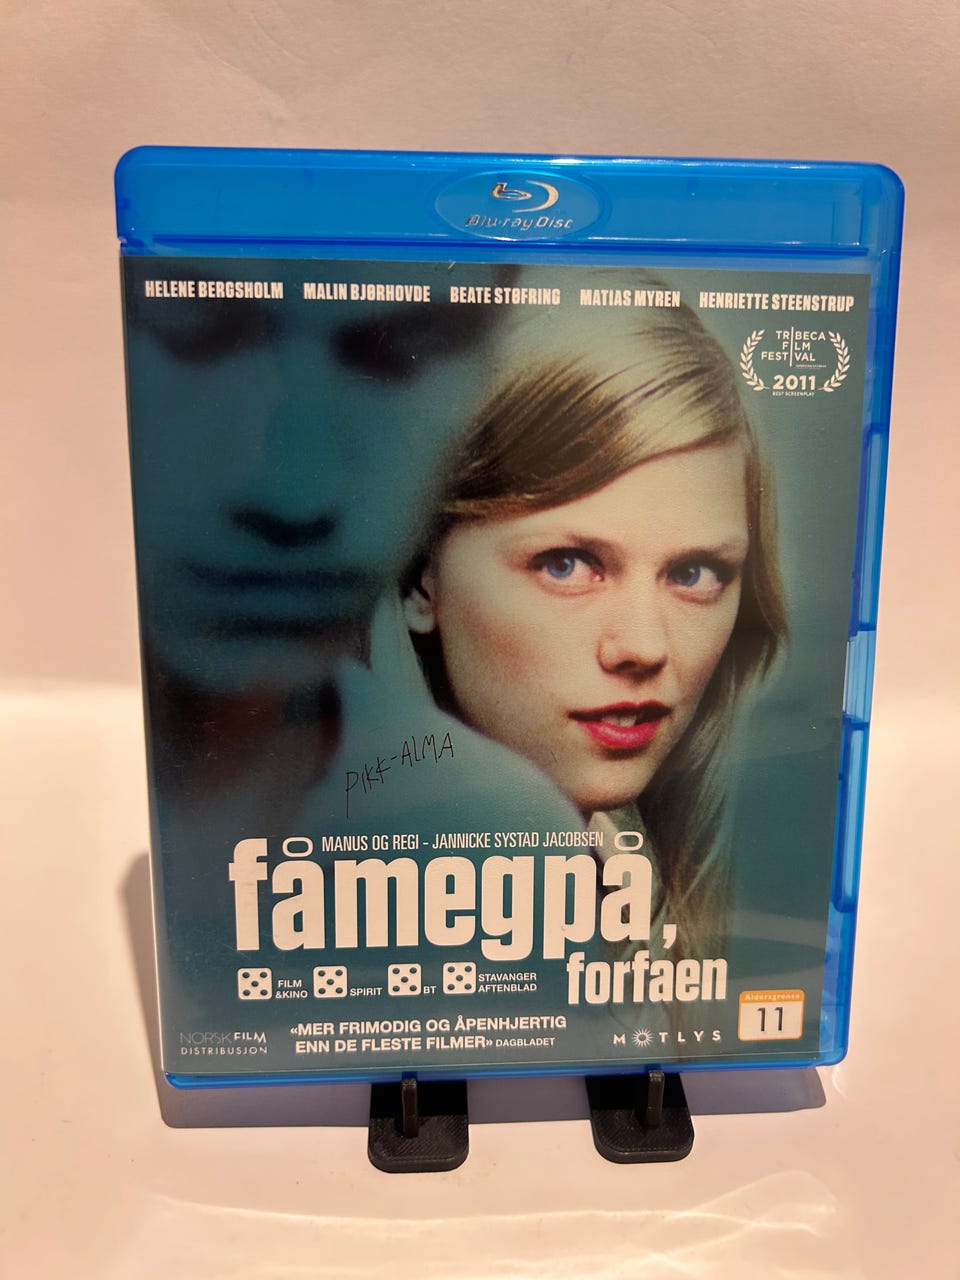 Blu-ray Disc
HELENE BERGSHOLM MALIN BJØRHOVDE BEATE STØFRING MATIAS MYREN HENRIETTE STEENSTRUP
TRIBECA
FILM
FESTIVAL
2011
BEST SCREENPLAY
PIKK-ALMA
MANUS OG REGI - JANNICKE SYSTAD JACOBSEN
fåmegpå,
forfaen
FILM
&KINO
SPIRIT
BT
STAVANGER
AFTENBLAD
«MER FRIMODIG OG ÅPENHJERTIG
ENN DE FLESTE FILMER» DAGBLADET
NORSKFILM
DISTRIBUSJON
MOTLYS
Aldersgrense
11